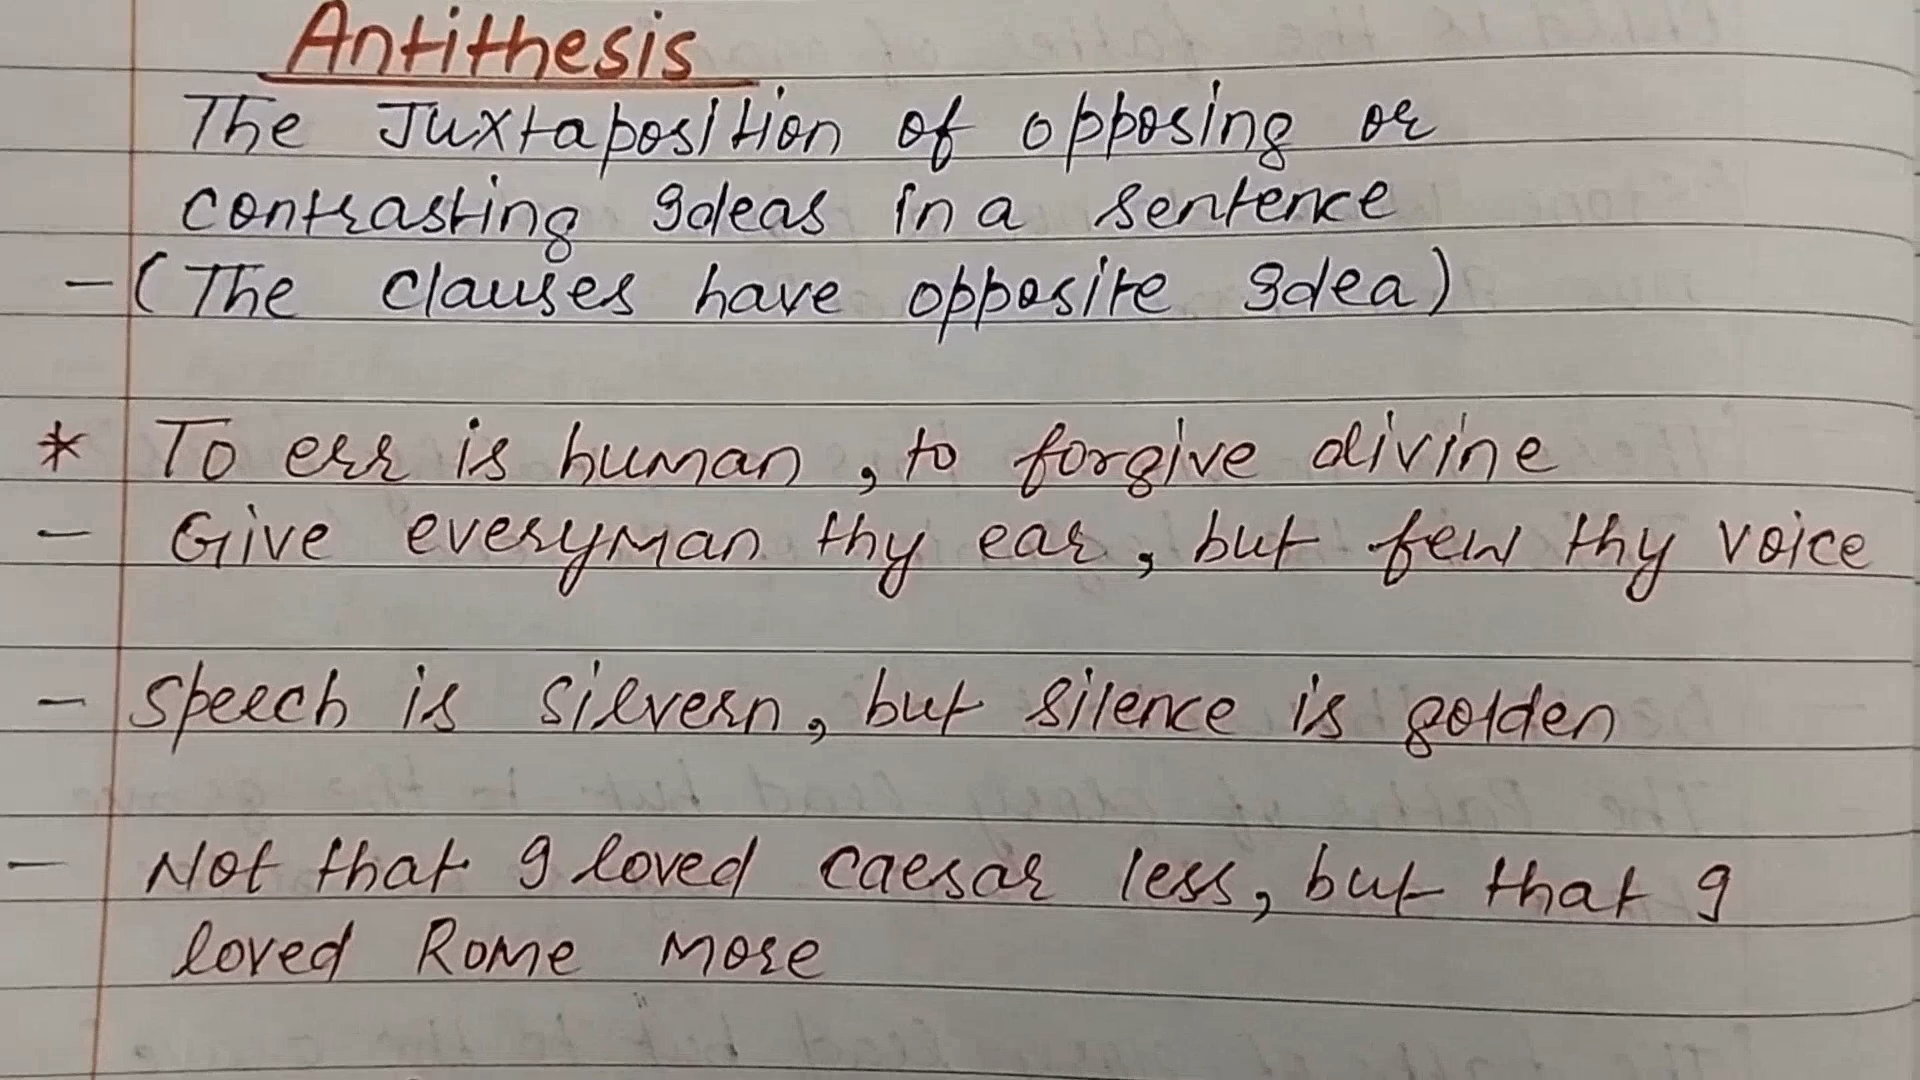 Antithesis
The Juxtaposition of opposing or
contrasting Ideas in a sentence
- (The clauses have opposite Idea)
* To err is human, to forgive divine
- Give everyman thy ear, but few thy voice
- Speech is silvern, but silence is golden
- Not that I loved caesar less, but that I
loved Rome more